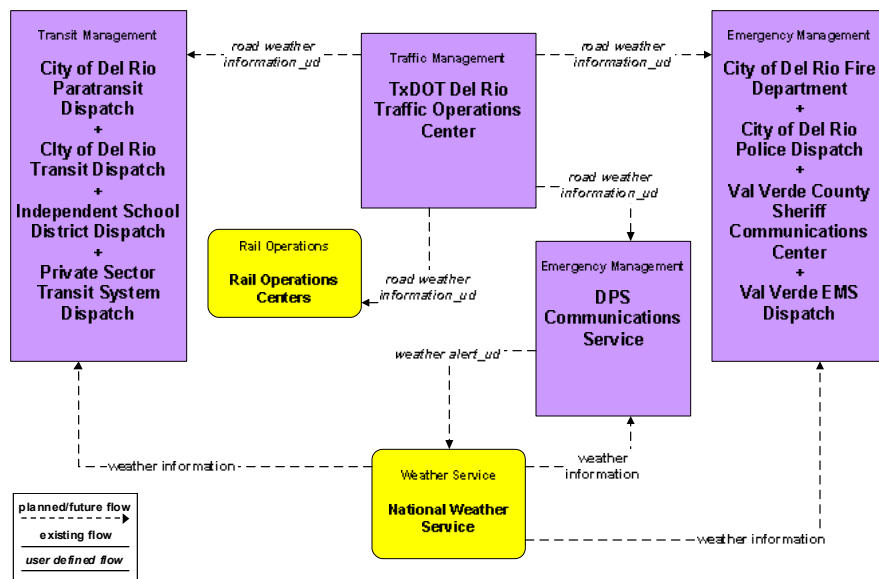 Transit Management
City of Del Rio
Paratransit
Dispatch
+
CIty of Del Rio
Transit Dispatch
+
Independent School
District Dispatch
+
Private Sector
Transit System
Dispatch
road weather
information_ud
Traffic Management
TxDOT Del Rio
Traffic Operations
Center
road weather
information_ud
Emergency Management
City of Del Rio Fire
Department
+
City of Del Rio
Police Dispatch
+
Val Verde County
Sheriff
Communications
Center
+
Val Verde EMS
Dispatch
road weather
information_ud
Rail Operations
Rail Operations
Centers
road weather
information_ud
Emergency Management
DPS
Communications
Service
weather alert_ud
weather information
Weather Service
National Weather
Service
weather
information
weather information
planned/future flow
existing flow
user defined flow